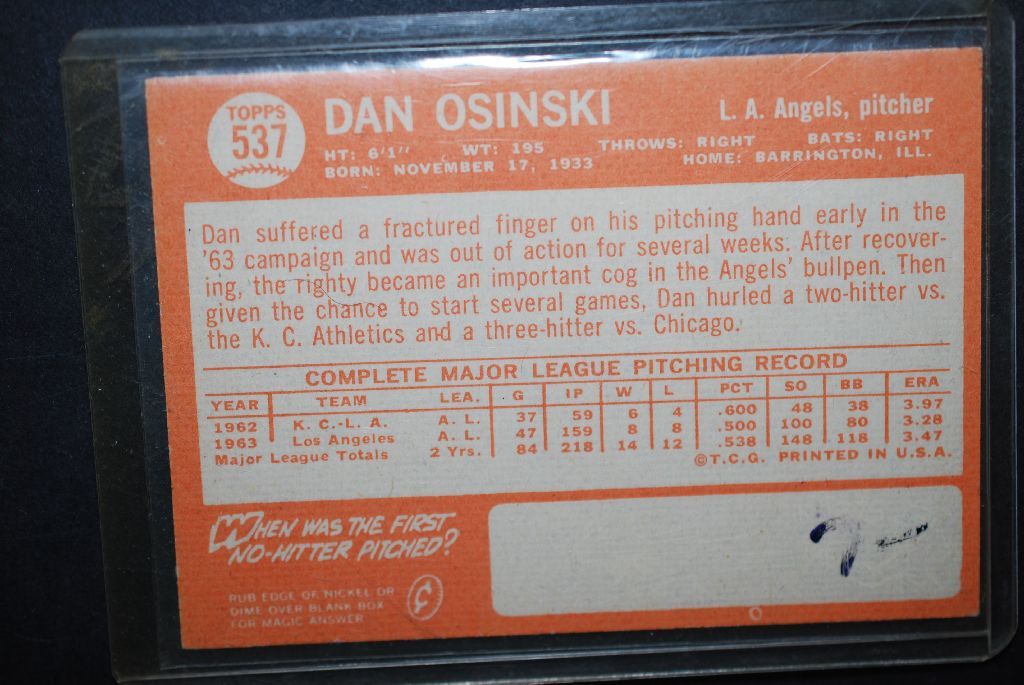 TOPPS
537
DAN OSINSKI
L. A. Angels, pitcher
HT: 6'1" WT: 195 THROWS: RIGHT BATS: RIGHT
BORN: NOVEMBER 17, 1933 HOME: BARRINGTON, ILL.
Dan suffered a fractured finger on his pitching hand early in the
'63 campaign and was out of action for several weeks. After recover-
ing, the righty became an important cog in the Angels' bullpen. Then
given the chance to start several games, Dan hurled a two-hitter vs.
the K. C. Athletics and a three-hitter vs. Chicago.
COMPLETE MAJOR LEAGUE PITCHING RECORD
YEAR TEAM LEA. G IP W L PCT SO BB ERA
1962 K. C.-L. A. A. L. 37 59 6 4 .600 48 38 3.97
1963 Los Angeles A. L. 47 159 8 8 .500 100 80 3.28
Major League Totals 2 Yrs. 84 218 14 12 .538 148 118 3.47
©T.C.G. PRINTED IN U.S.A.
WHEN WAS THE FIRST
NO-HITTER PITCHED?
RUB EDGE OF NICKEL OR
DIME OVER BLANK BOX
FOR MAGIC ANSWER
¢
7-